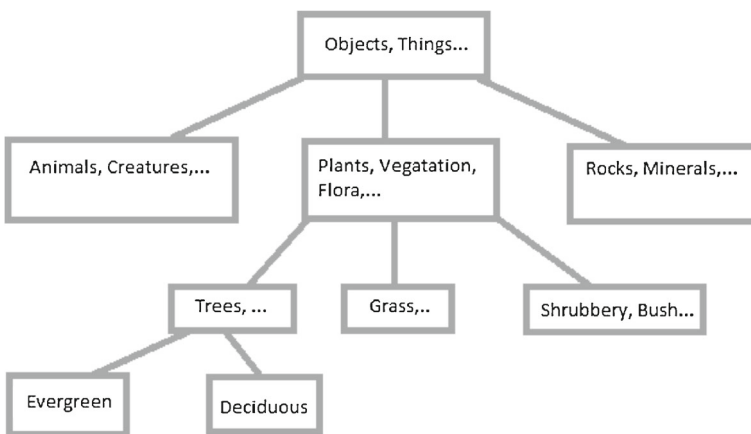 Objects, Things...
Animals, Creatures,...
Plants, Vegatation,
Flora,...
Rocks, Minerals,...
Trees, ...
Grass,..
Shrubbery, Bush...
Evergreen
Deciduous